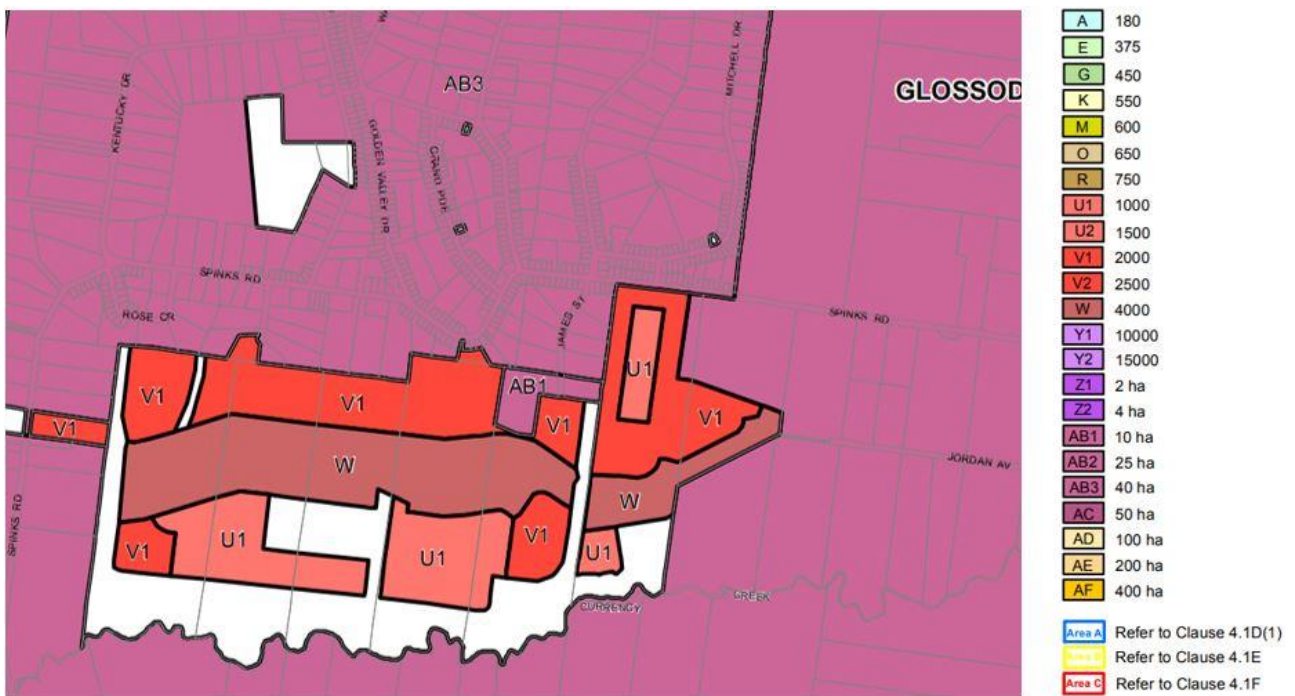 KENTUCKY DR
WA
GOLDEN VALLEY DR
GRAND PDE
AB3
MITCHELL DR
GLOSSOD
SPINKS RD
ROSE CR
JAMES ST
SPINKS RD
V1
V1
V1
AB1
V1
U1
V1
JORDAN AV
W
W
SPINKS RD
V1
U1
U1
V1
U1
CURRENCY
CREEK
A 180
E 375
G 450
K 550
M 600
O 650
R 750
U1 1000
U2 1500
V1 2000
V2 2500
W 4000
Y1 10000
Y2 15000
Z1 2 ha
Z2 4 ha
AB1 10 ha
AB2 25 ha
AB3 40 ha
AC 50 ha
AD 100 ha
AE 200 ha
AF 400 ha
Area A Refer to Clause 4.1D(1)
Refer to Clause 4.1E
Area C Refer to Clause 4.1F